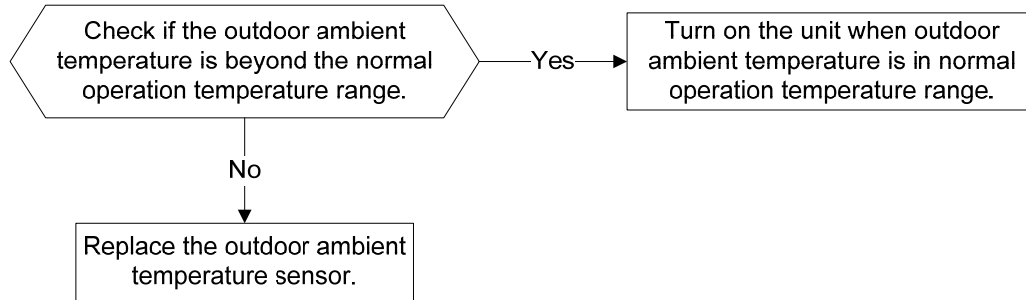 Check if the outdoor ambient
temperature is beyond the normal
operation temperature range.
Yes
Turn on the unit when outdoor
ambient temperature is in normal
operation temperature range.
No
Replace the outdoor ambient
temperature sensor.